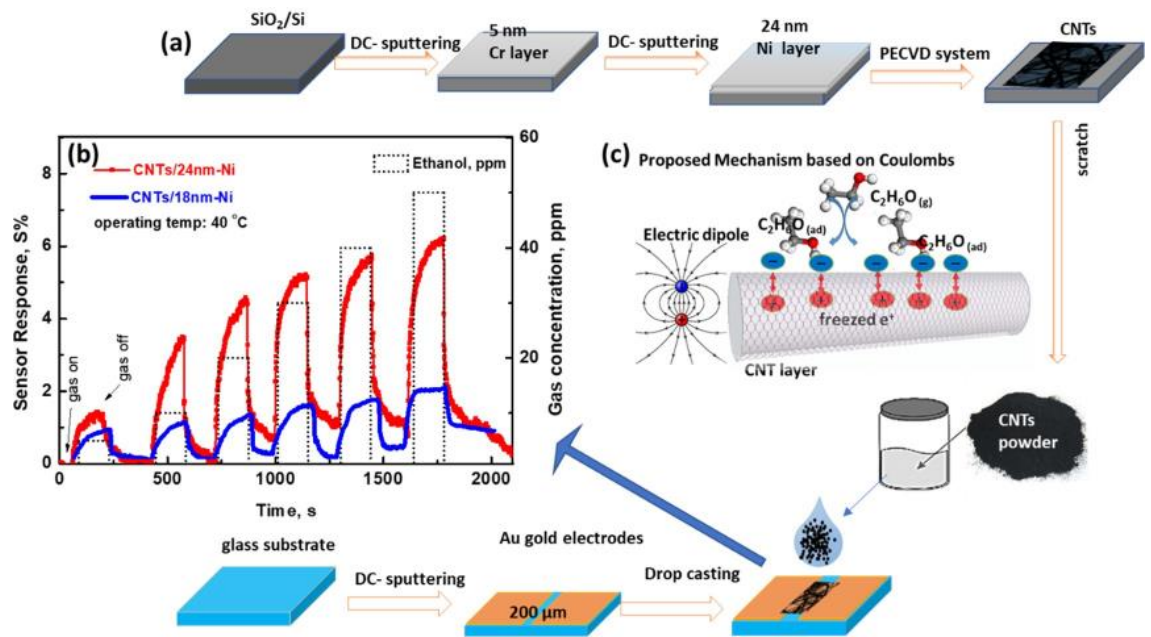 (a)
SiO₂/Si
DC- sputtering
5 nm
Cr layer
DC- sputtering
24 nm
Ni layer
PECVD system
CNTs
scratch
(b)
CNTs/24nm-Ni
CNTs/18nm-Ni
operating temp: 40 °C
Ethanol, ppm
gas on
gas off
Sensor Response, S%
0
2
4
6
8
Gas concentration, ppm
0
20
40
60
0
500
1000
1500
2000
Time, s
(c)
Proposed Mechanism based on Coulombs
C₂H₆O(g)
C₂H₆O(ad)
C₂H₆O(ad)
Electric dipole
freezed e⁺
CNT layer
CNTs
powder
glass substrate
DC- sputtering
Au gold electrodes
200 μm
Drop casting